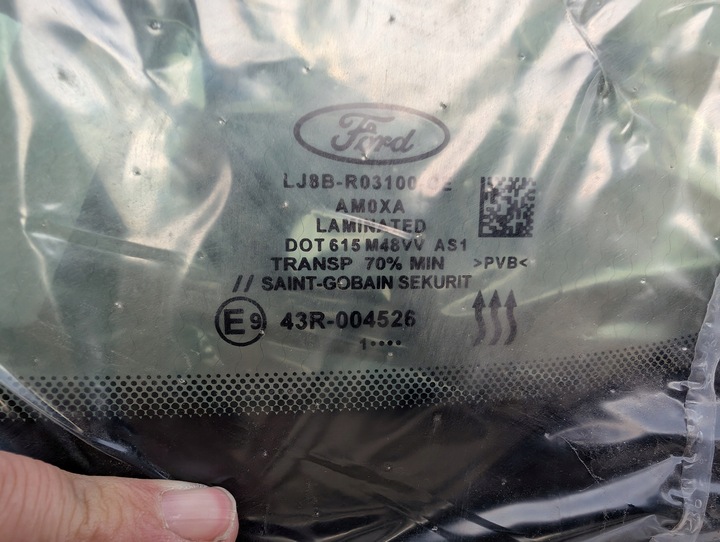 Ford
LJ8B-R03100
AM0XA
LAMINATED
DOT 615 M48VV AS1
TRANSP 70% MIN >PVB<
// SAINT-GOBAIN SEKURIT
E9 43R-004526
1••••